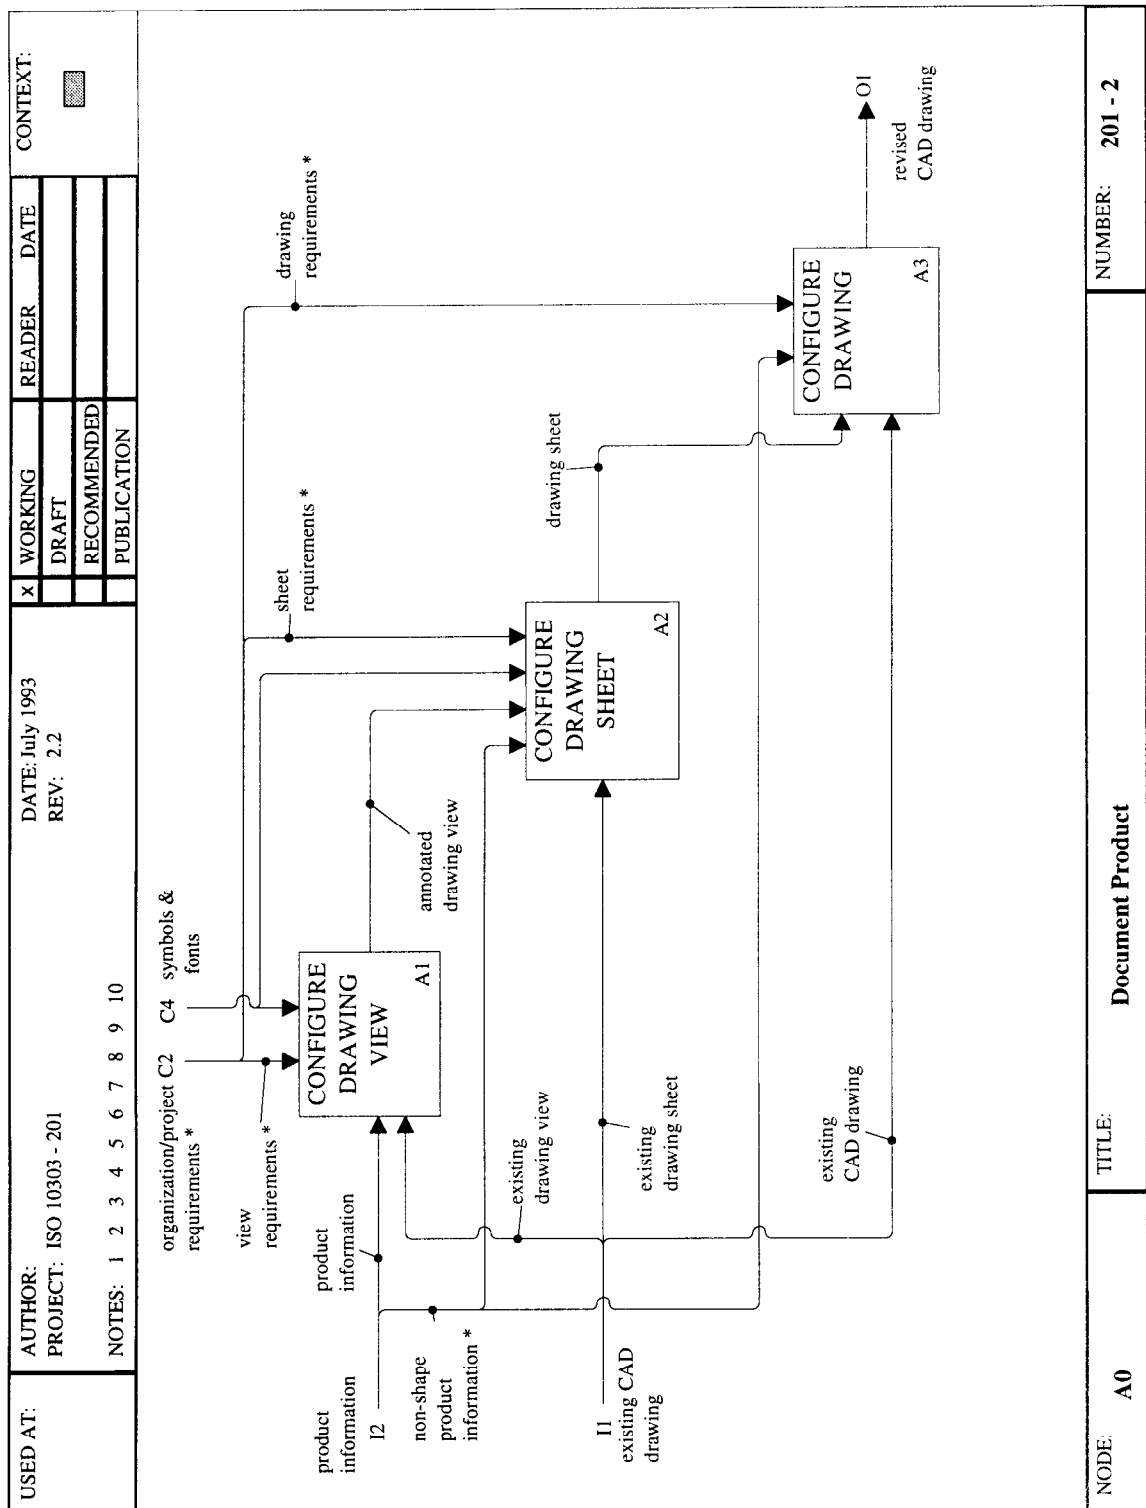 USED AT:
AUTHOR:
PROJECT: ISO 10303 - 201
NOTES: 1 2 3 4 5 6 7 8 9 10
DATE: July 1993
REV: 2.2
x WORKING
DRAFT
RECOMMENDED
PUBLICATION
READER DATE
CONTEXT:
organization/project C2
requirements *
C4 symbols &
fonts
view
requirements *
sheet
requirements *
drawing
requirements *
product
information
I2
product
information
non-shape
product
information *
CONFIGURE
DRAWING
VIEW
A1
annotated
drawing view
existing
drawing view
CONFIGURE
DRAWING
SHEET
A2
drawing sheet
I1
existing CAD
drawing
existing
drawing sheet
existing
CAD drawing
CONFIGURE
DRAWING
A3
O1
revised
CAD drawing
NODE:
A0
TITLE:
Document Product
NUMBER:
201 - 2